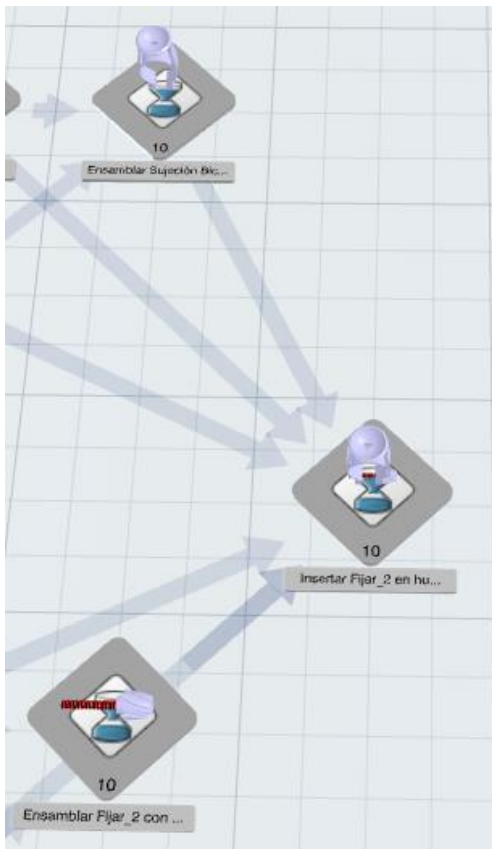 10
Ensamblar Sujeción Bic...
10
Insertar Fijar_2 en hu...
10
Ensamblar Fijar_2 con ...